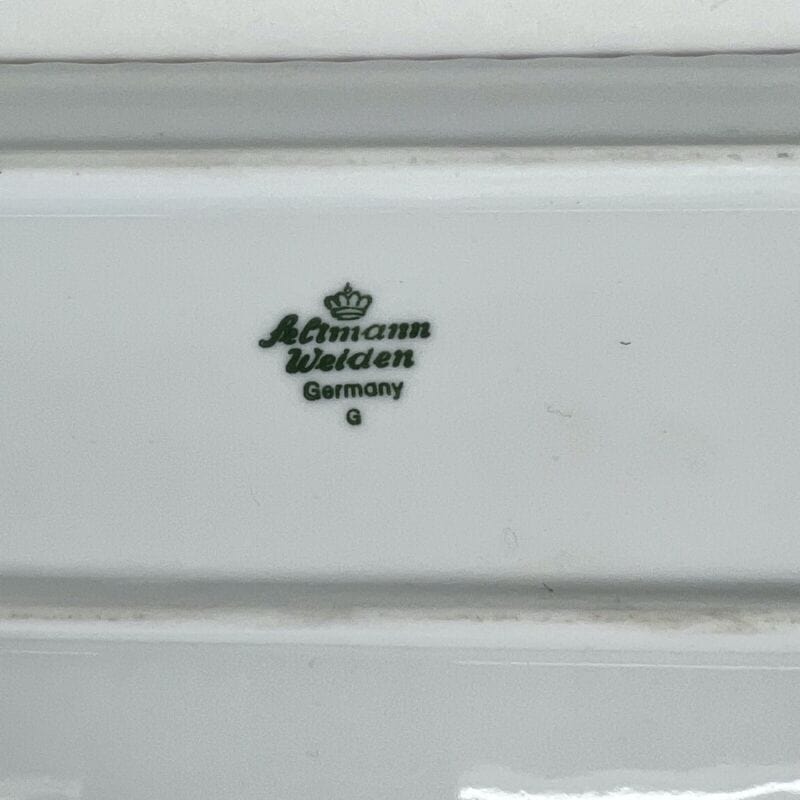 Seltmann
Weiden
Germany
G